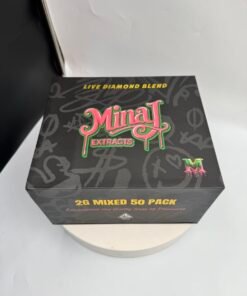 LIVE DIAMOND BLEND
Minaj
EXTRACTS
M
2G MIXED 50 PACK